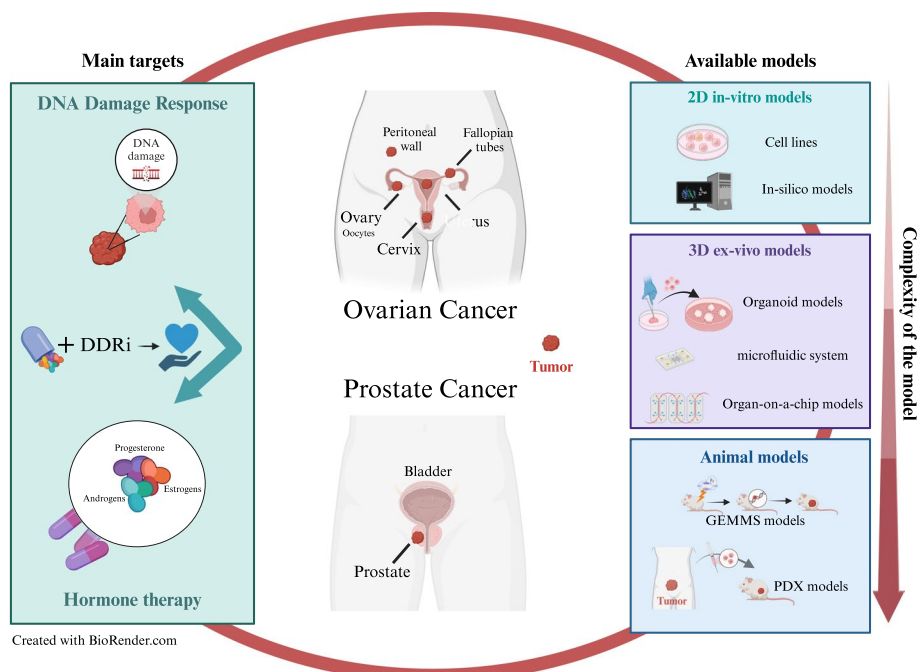 Main targets
DNA Damage Response
DNA
damage
+ DDRi
Progesterone
Androgens
Estrogens
Hormone therapy
Created with BioRender.com
Peritoneal
wall
Fallopian
tubes
Ovary
Oocytes
Cervix
Ovarian Cancer
Tumor
Prostate Cancer
Bladder
Prostate
Available models
2D in-vitro models
Cell lines
In-silico models
3D ex-vivo models
Organoid models
microfluidic system
Organ-on-a-chip models
Animal models
GEMMS models
Tumor
PDX models
Complexity of the model